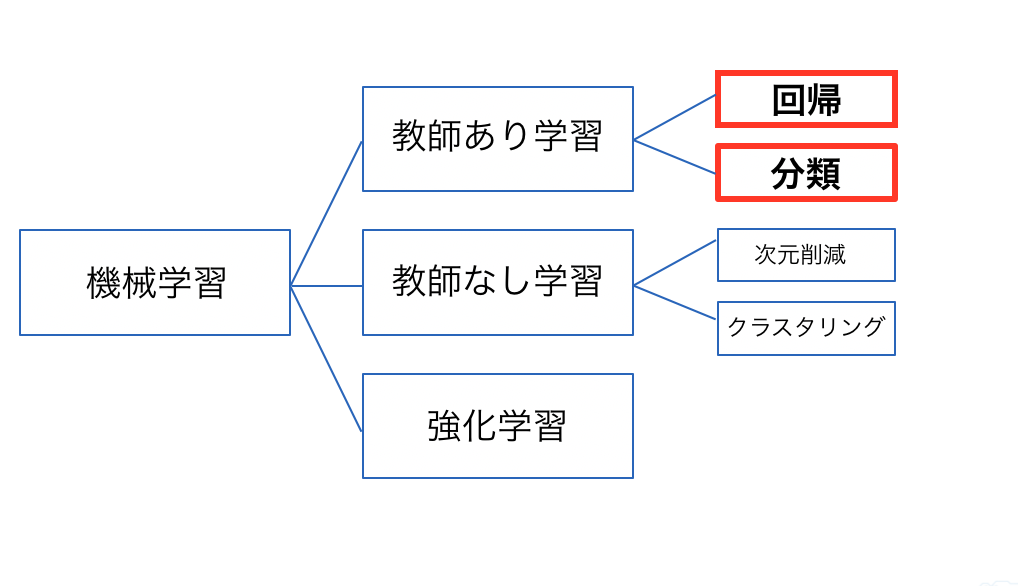 機械学習
教師あり学習
回帰
分類
教師なし学習
次元削減
クラスタリング
強化学習